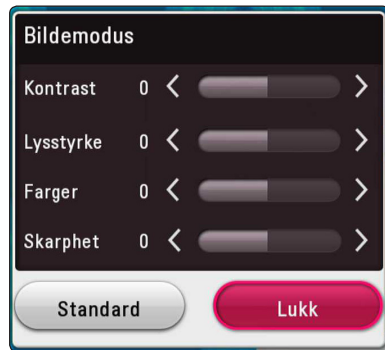 Bildemodus
Kontrast 0
Lysstyrke 0
Farger 0
Skarphet 0
Standard Lukk